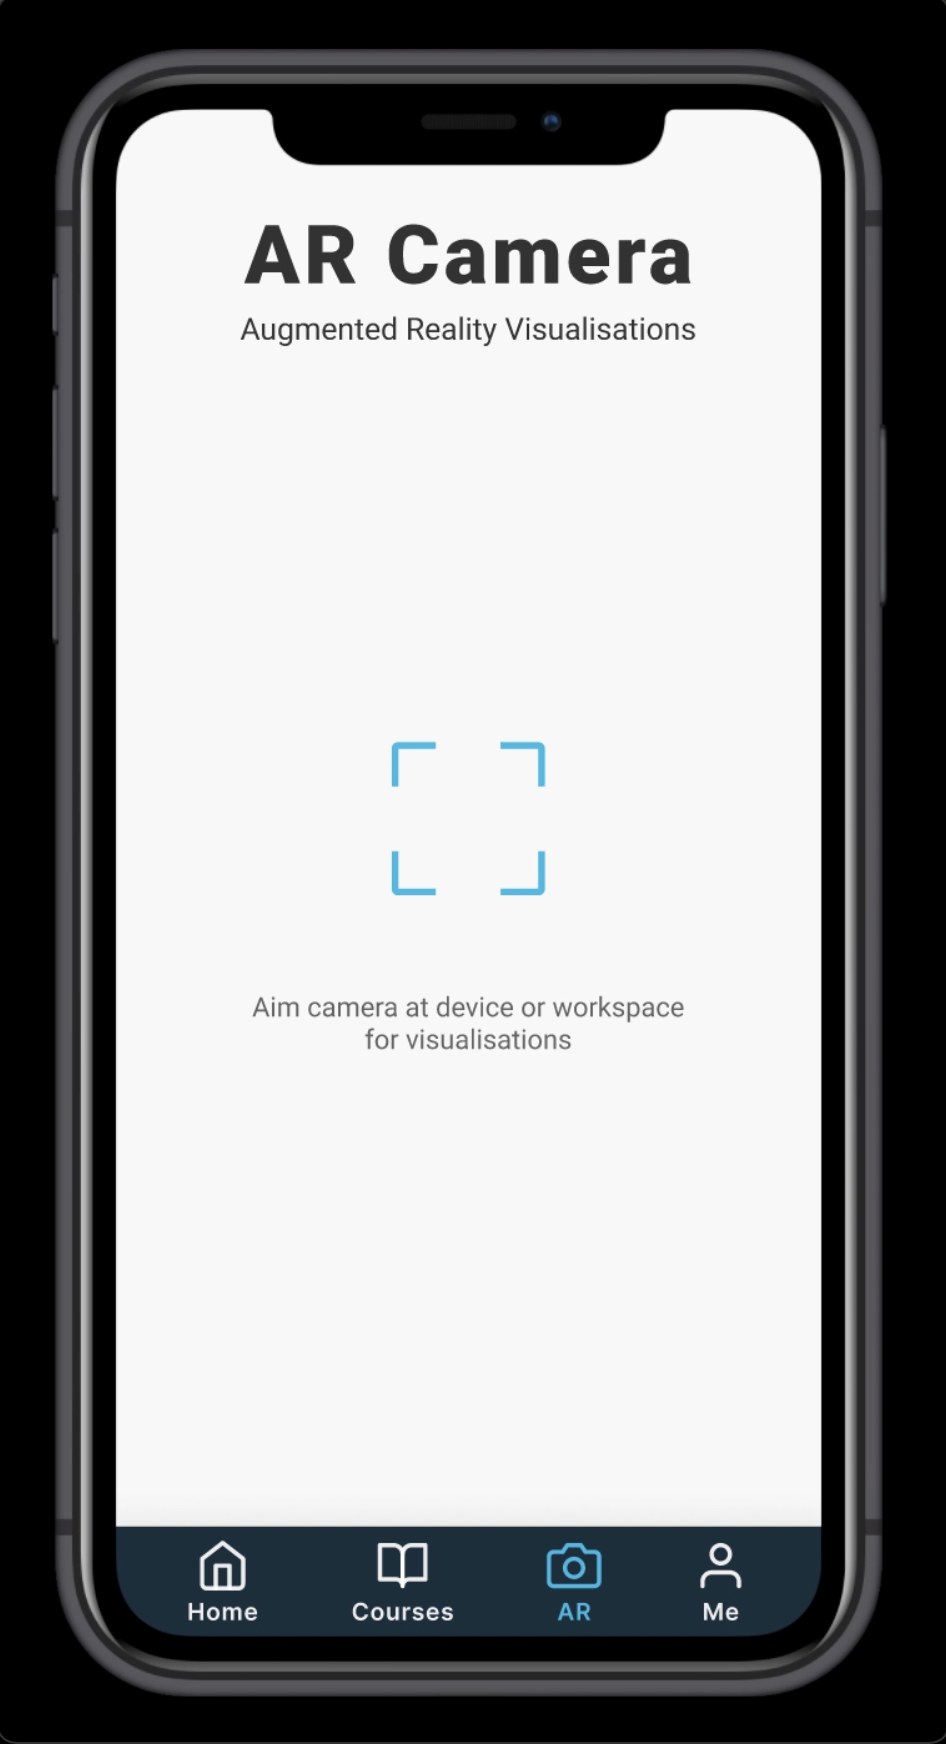 AR Camera
Augmented Reality Visualisations
Aim camera at device or workspace
for visualisations
Home
Courses
AR
Me